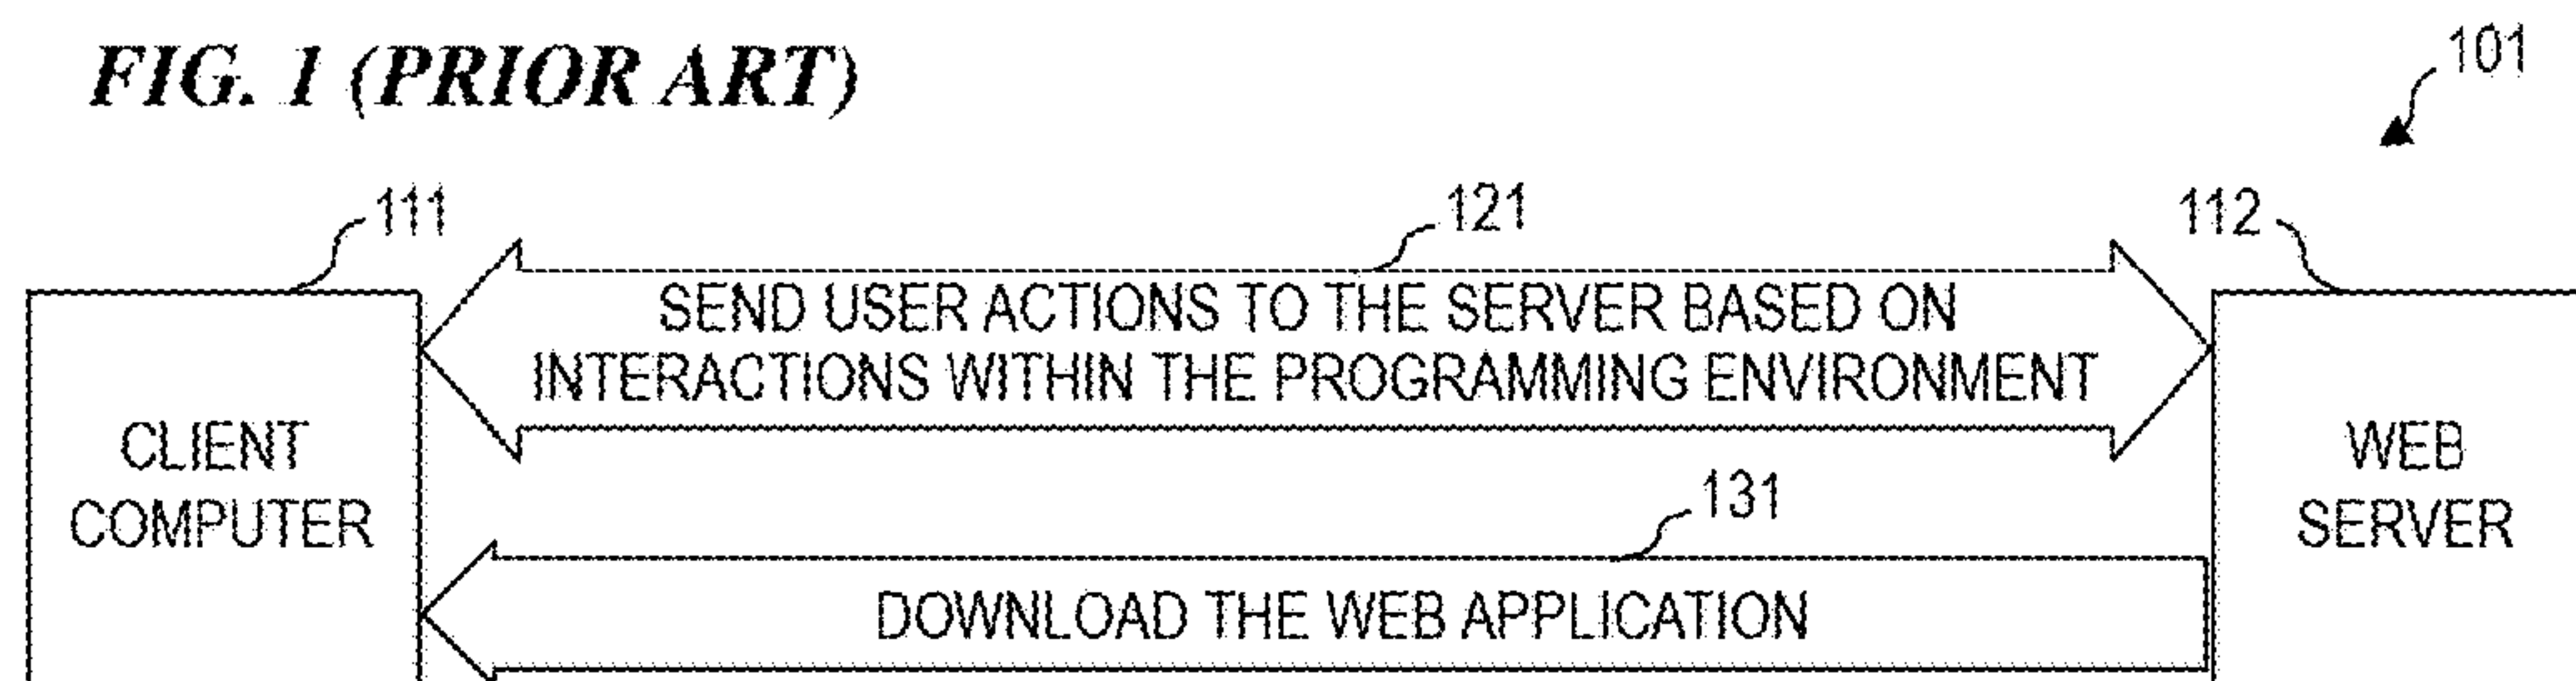 FIG. 1 (PRIOR ART)
101
111
121
112
SEND USER ACTIONS TO THE SERVER BASED ON
INTERACTIONS WITHIN THE PROGRAMMING ENVIRONMENT
CLIENT
COMPUTER
WEB
SERVER
131
DOWNLOAD THE WEB APPLICATION